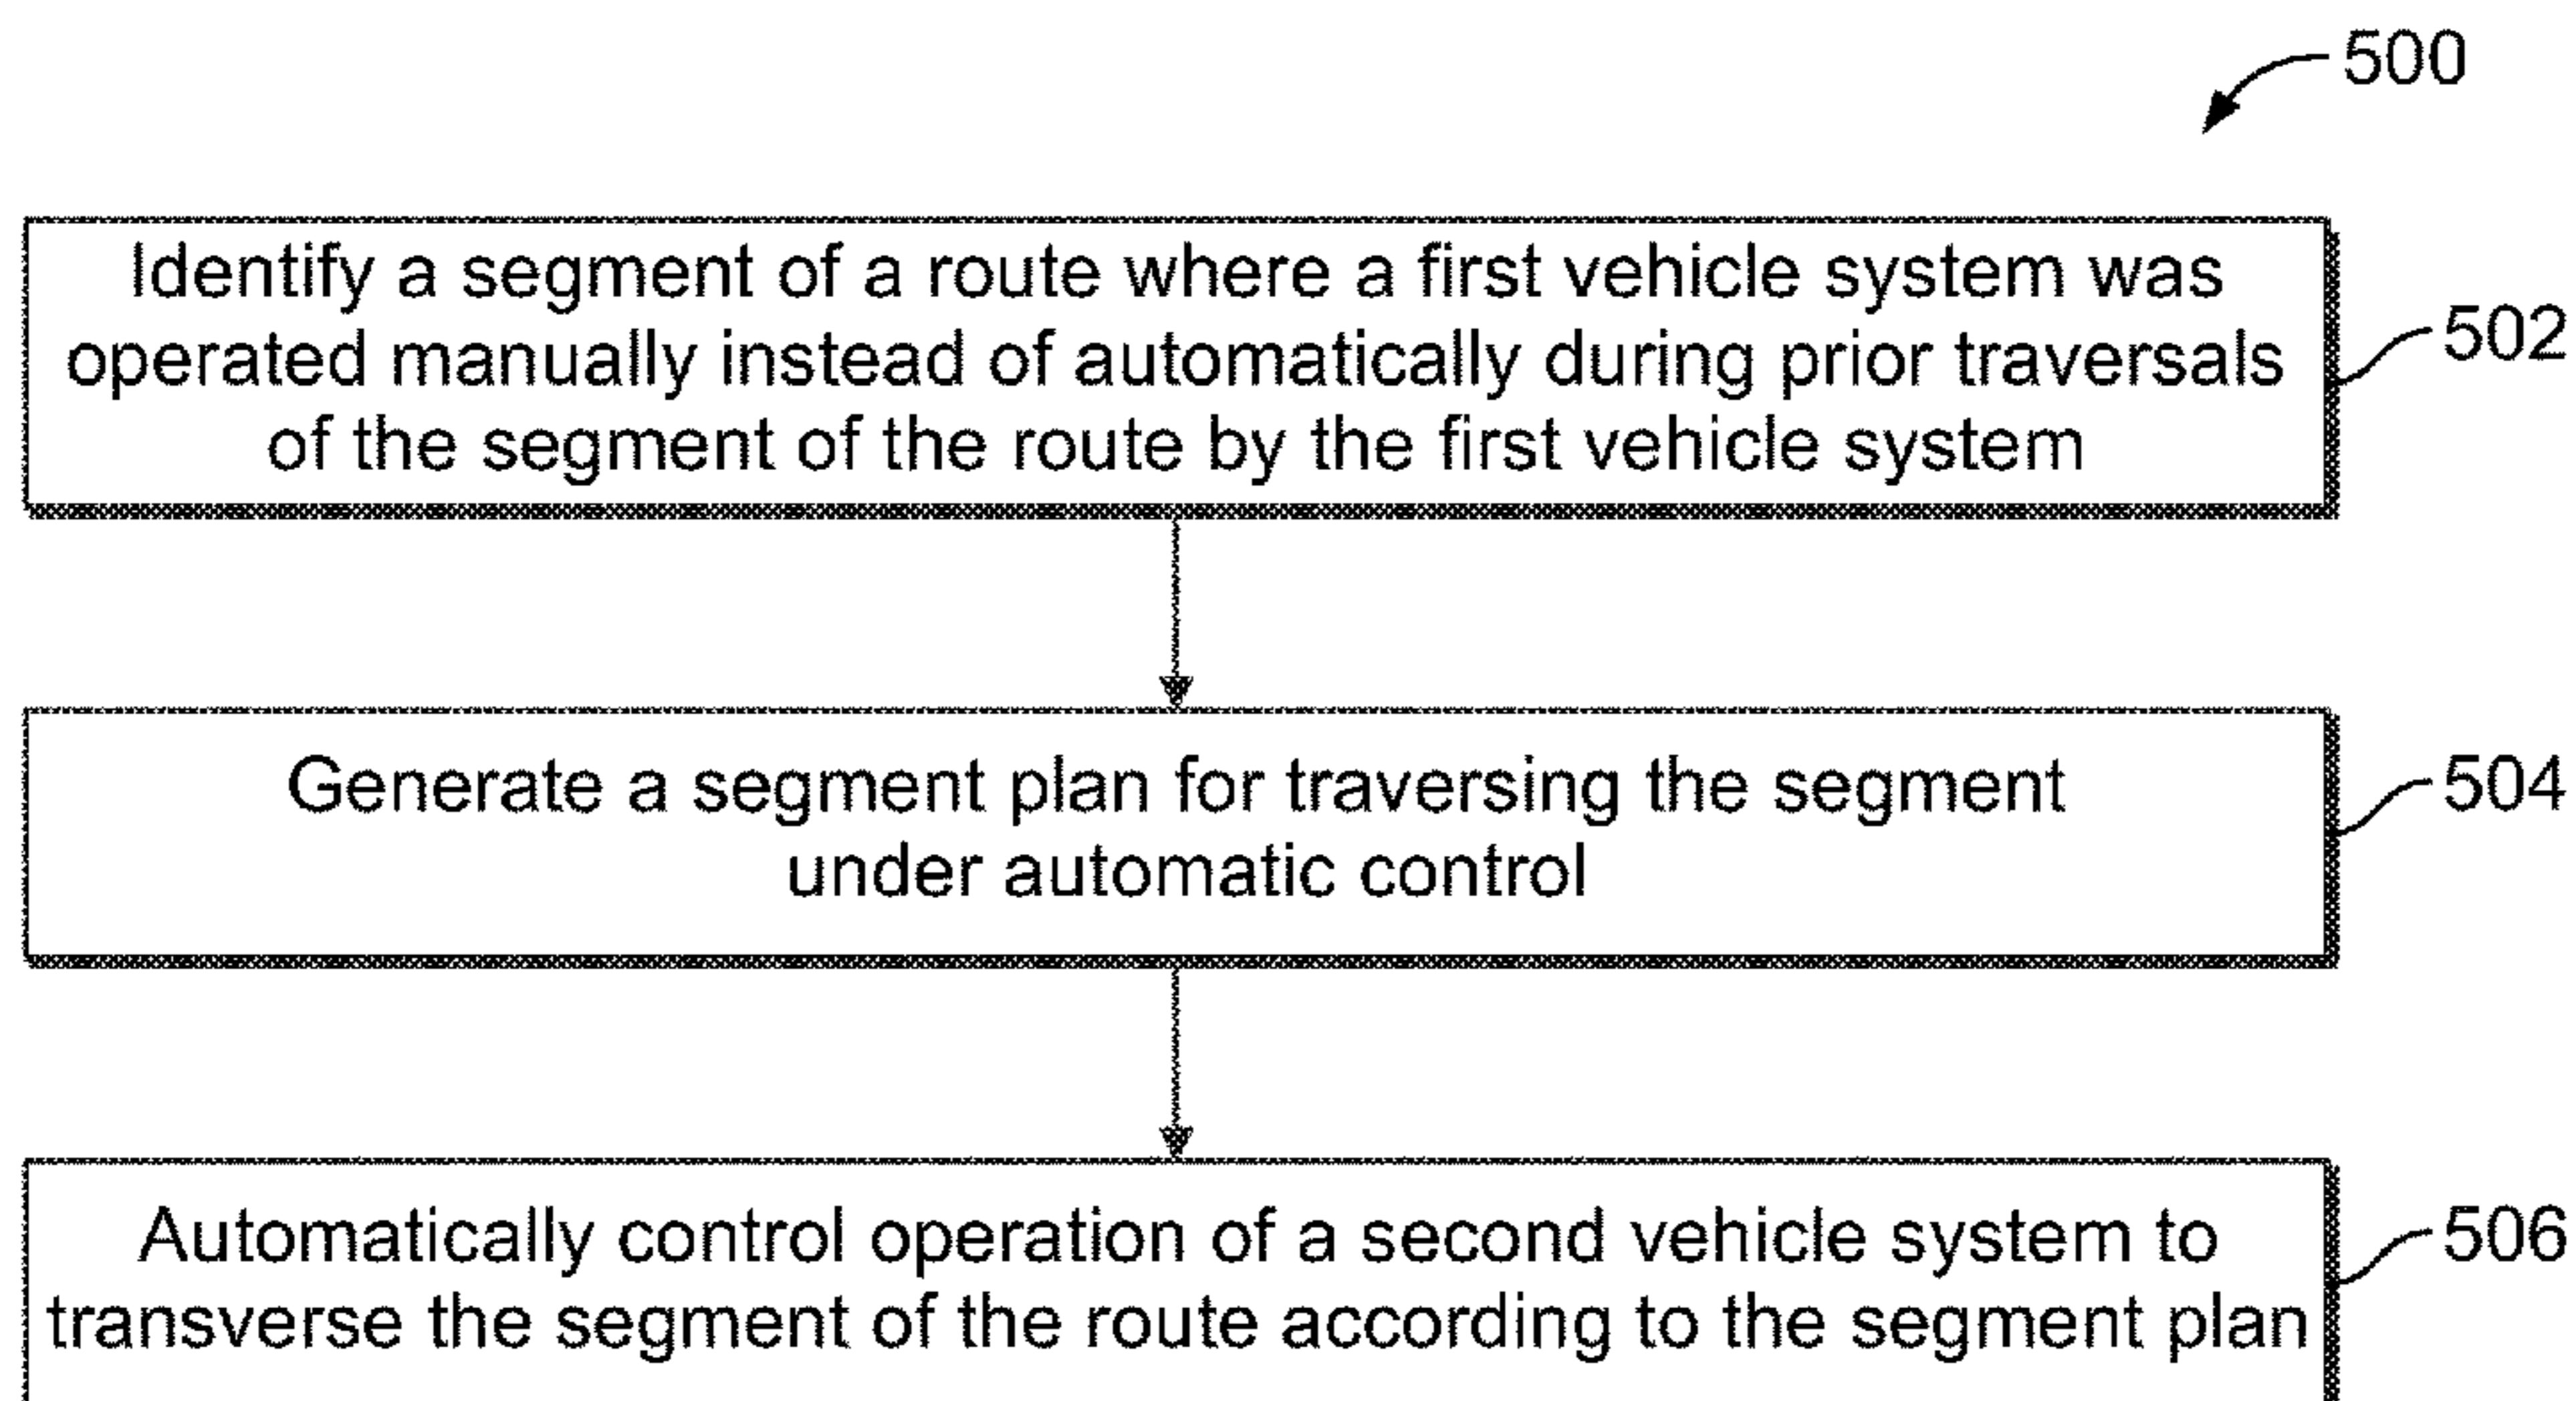 500
Identify a segment of a route where a first vehicle system was
operated manually instead of automatically during prior traversals
of the segment of the route by the first vehicle system
502
Generate a segment plan for traversing the segment
under automatic control
504
Automatically control operation of a second vehicle system to
transverse the segment of the route according to the segment plan
506